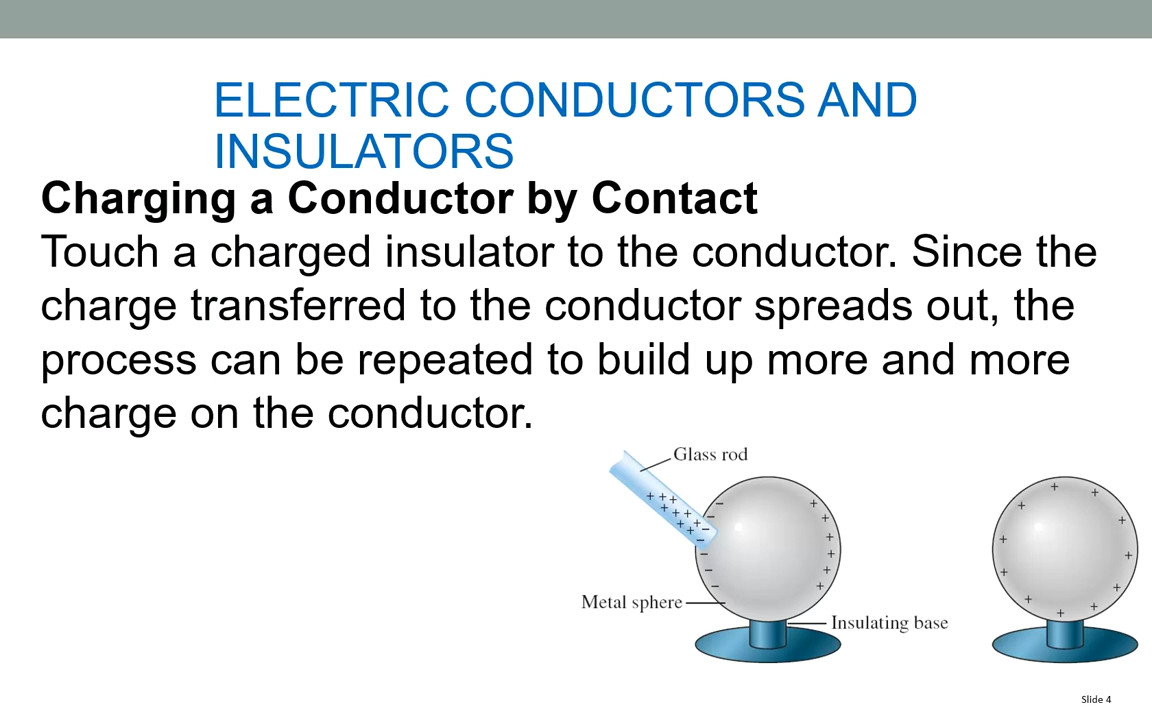 ELECTRIC CONDUCTORS AND
INSULATORS
Charging a Conductor by Contact
Touch a charged insulator to the conductor. Since the
charge transferred to the conductor spreads out, the
process can be repeated to build up more and more
charge on the conductor.
Glass rod
Metal sphere
Insulating base
Slide 4